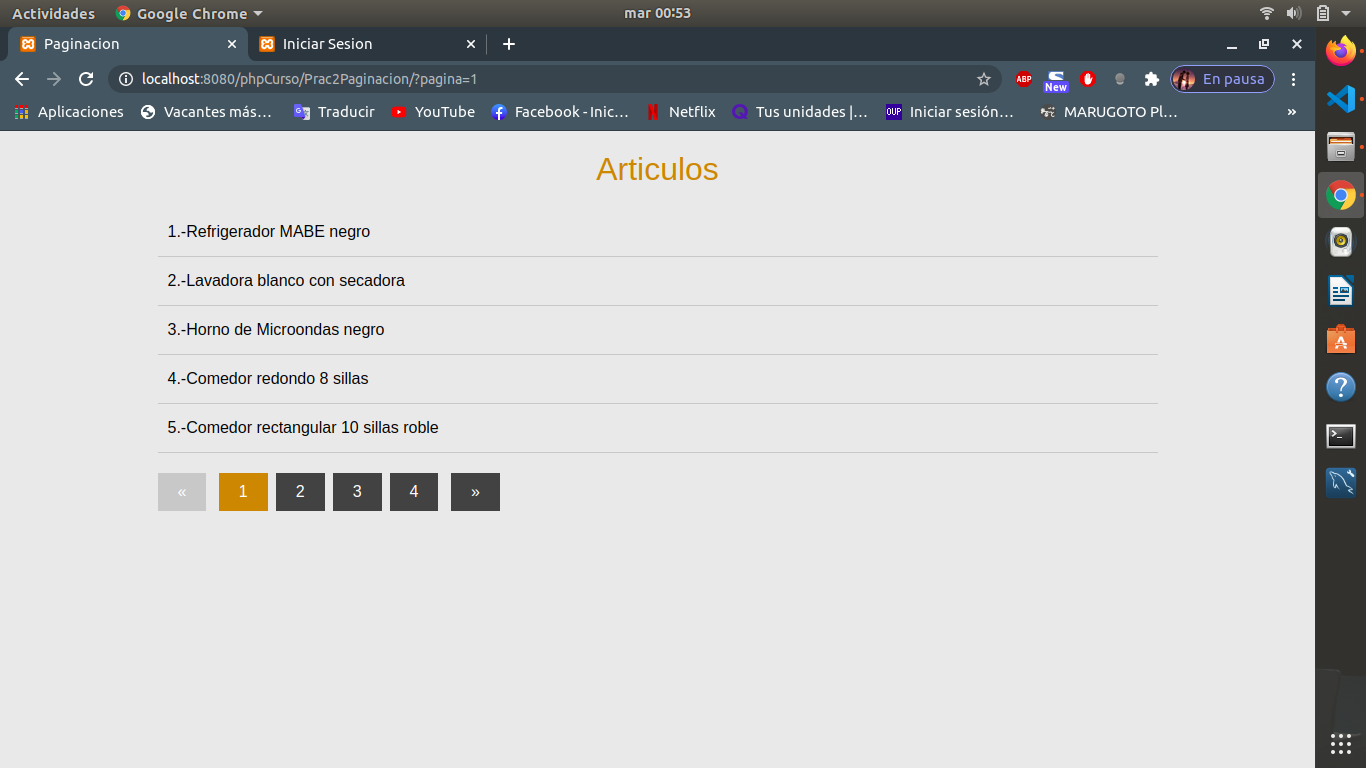 Actividades Google Chrome mar 00:53
Paginacion Iniciar Sesion
localhost:8080/phpCurso/Prac2Paginacion/?pagina=1 ABP New En pausa
Aplicaciones Vacantes más… Traducir YouTube Facebook - Inic… Netflix Tus unidades |… OUP Iniciar sesión… MARUGOTO Pl… »
Articulos
1.-Refrigerador MABE negro
2.-Lavadora blanco con secadora
3.-Horno de Microondas negro
4.-Comedor redondo 8 sillas
5.-Comedor rectangular 10 sillas roble
« 1 2 3 4 »